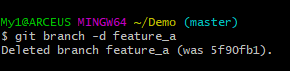 My1@ARCEUS MINGW64 ~/Demo (master)
$ git branch -d feature_a
Deleted branch feature_a (was 5f90fb1).